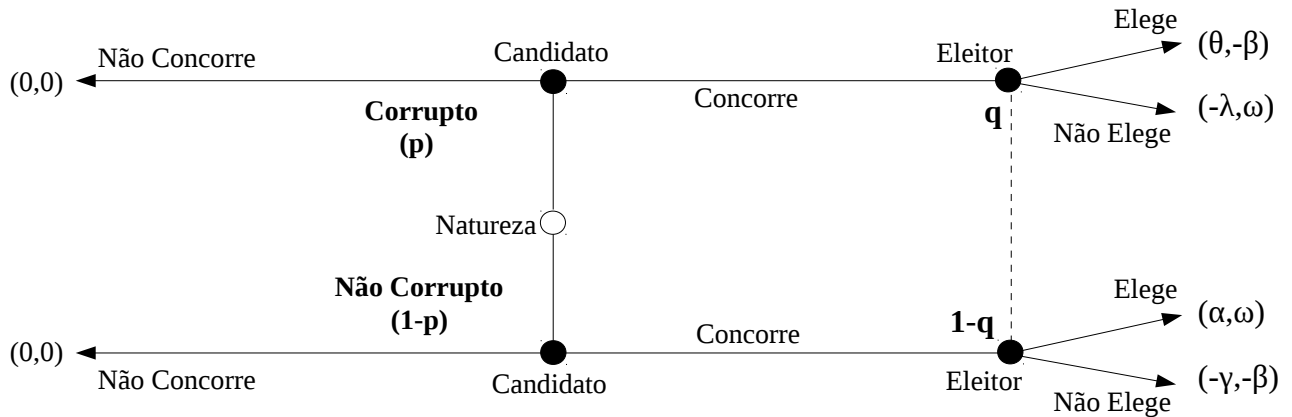 Elege
(θ,-β)
Não Concorre
Candidato
Eleitor
(0,0)
Concorre
Corrupto
(p)
q
(-λ,ω)
Não Elege
Natureza
Não Corrupto
(1-p)
1-q
Elege
(α,ω)
Concorre
(0,0)
Não Concorre
Candidato
Eleitor
(-γ,-β)
Não Elege